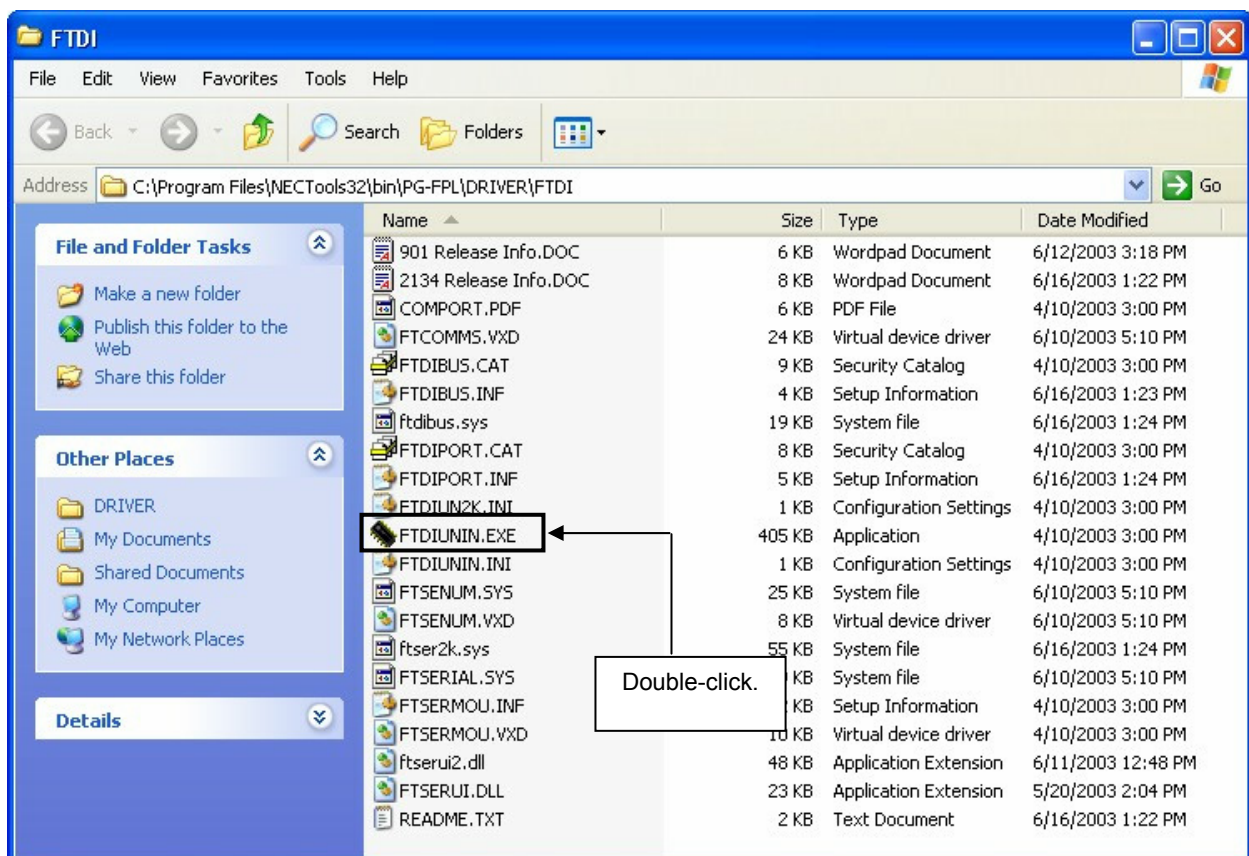 FTDI
File Edit View Favorites Tools Help
Back Search Folders
Address C:\Program Files\NECTools32\bin\PG-FPL\DRIVER\FTDI Go
File and Folder Tasks
Make a new folder
Publish this folder to the
Web
Share this folder
Other Places
DRIVER
My Documents
Shared Documents
My Computer
My Network Places
Details
Name Size Type Date Modified
901 Release Info.DOC 6 KB Wordpad Document 6/12/2003 3:18 PM
2134 Release Info.DOC 8 KB Wordpad Document 6/16/2003 1:22 PM
COMPORT.PDF 6 KB PDF File 4/10/2003 3:00 PM
FTCOMMS.VXD 24 KB Virtual device driver 6/10/2003 5:10 PM
FTDIBUS.CAT 9 KB Security Catalog 4/10/2003 3:00 PM
FTDIBUS.INF 4 KB Setup Information 6/16/2003 1:23 PM
ftdibus.sys 19 KB System file 6/16/2003 1:24 PM
FTDIPORT.CAT 8 KB Security Catalog 4/10/2003 3:00 PM
FTDIPORT.INF 5 KB Setup Information 6/16/2003 1:24 PM
FTDIUN2K.INI 1 KB Configuration Settings 4/10/2003 3:00 PM
FTDIUNIN.EXE 405 KB Application 4/10/2003 3:00 PM
FTDIUNIN.INI 1 KB Configuration Settings 4/10/2003 3:00 PM
FTSENUM.SYS 25 KB System file 6/10/2003 5:10 PM
FTSENUM.VXD 8 KB Virtual device driver 6/10/2003 5:10 PM
ftser2k.sys 55 KB System file 6/16/2003 1:24 PM
FTSERIAL.SYS KB System file 6/10/2003 5:10 PM
FTSERMOU.INF KB Setup Information 4/10/2003 3:00 PM
FTSERMOU.VXD 10 KB Virtual device driver 4/10/2003 3:00 PM
ftserui2.dll 48 KB Application Extension 6/11/2003 12:48 PM
FTSERUI.DLL 23 KB Application Extension 5/20/2003 2:04 PM
README.TXT 2 KB Text Document 6/16/2003 1:22 PM
Double-click.